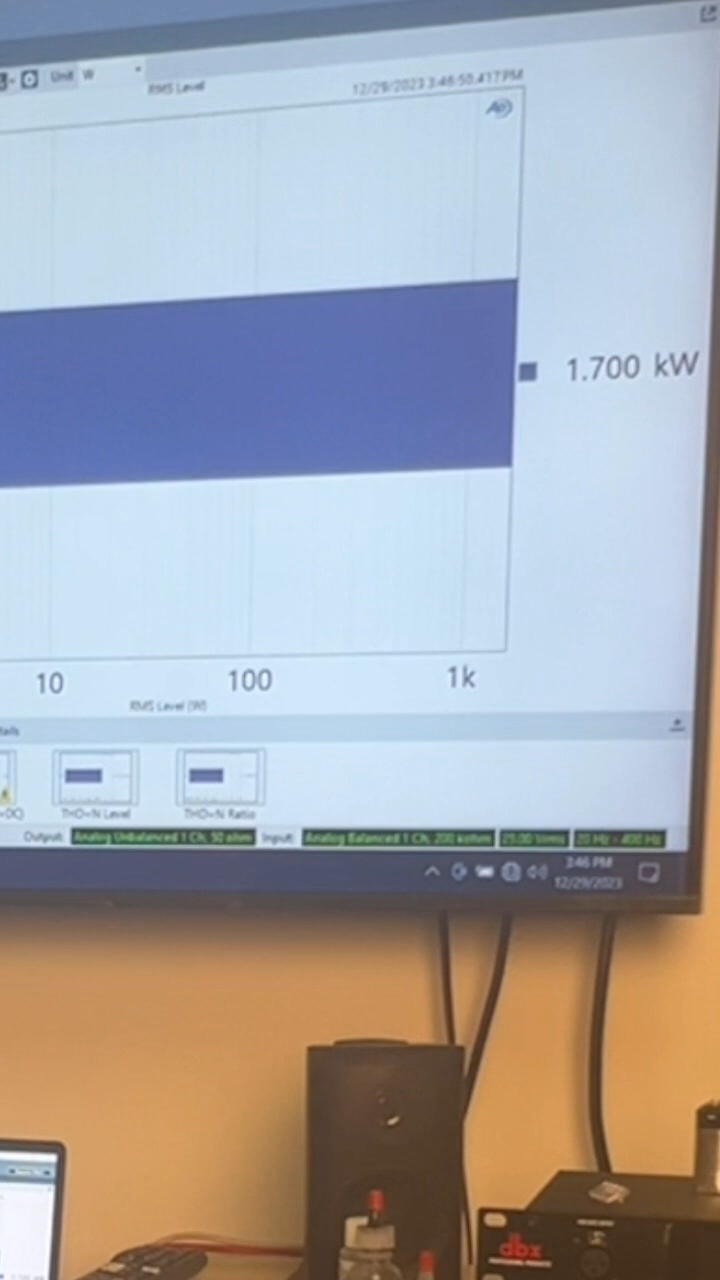 Unit W
RMS Level
12/29/2023 3:46:50.417 PM
AP
1.700 kW
10 100 1k
RMS Level (W)
THD+N Level THD+N Ratio
Output: Analog Unbalanced 1 Ch, 50 ohm Input: Analog Balanced 1 Ch, 200 kohm 20 Hz - 400 Hz
3:46 PM
12/29/2023
dbx